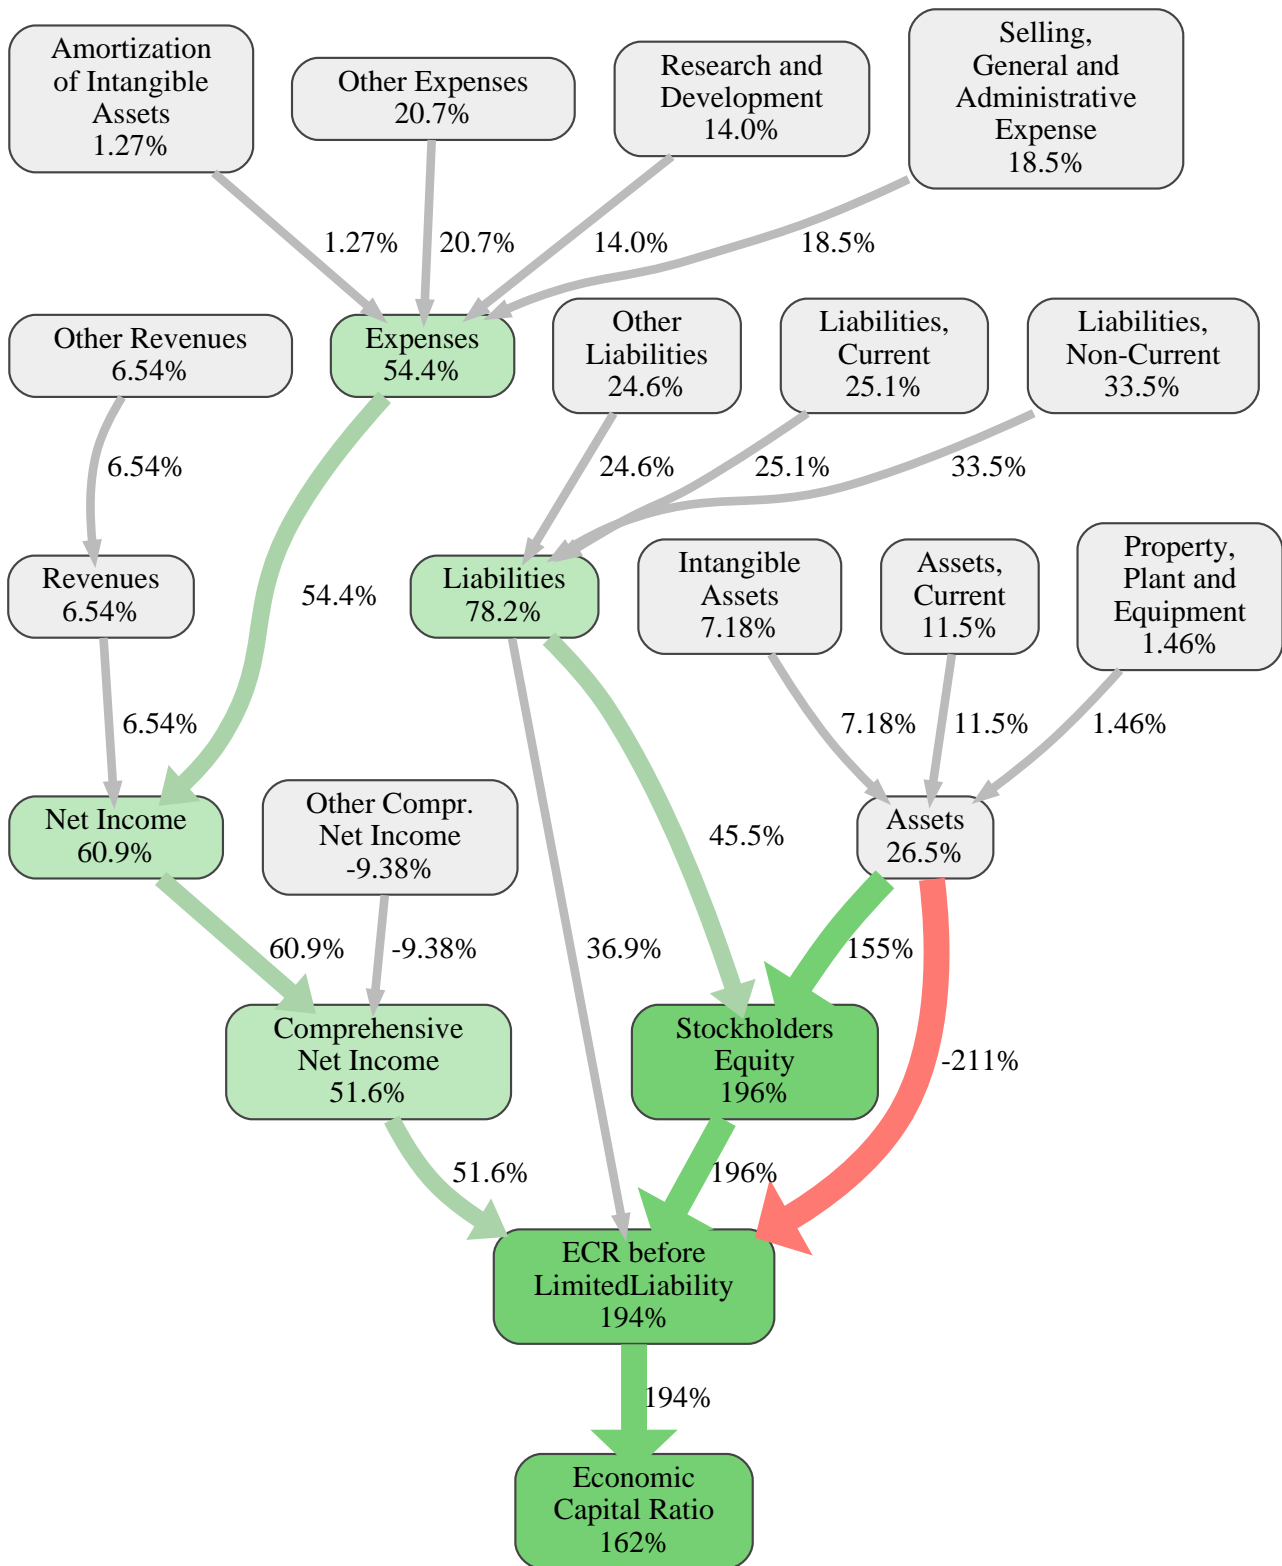 Amortization
of Intangible
Assets
1.27%
Other Expenses
20.7%
Research and
Development
14.0%
Selling,
General and
Administrative
Expense
18.5%
1.27%
20.7%
14.0%
18.5%
Other Revenues
6.54%
Expenses
54.4%
Other
Liabilities
24.6%
Liabilities,
Current
25.1%
Liabilities,
Non-Current
33.5%
6.54%
24.6%
25.1%
33.5%
Revenues
6.54%
54.4%
Liabilities
78.2%
Intangible
Assets
7.18%
Assets,
Current
11.5%
Property,
Plant and
Equipment
1.46%
6.54%
7.18%
11.5%
1.46%
Net Income
60.9%
Other Compr.
Net Income
-9.38%
45.5%
Assets
26.5%
60.9%
-9.38%
36.9%
155%
Comprehensive
Net Income
51.6%
Stockholders
Equity
196%
-211%
51.6%
196%
ECR before
LimitedLiability
194%
194%
Economic
Capital Ratio
162%